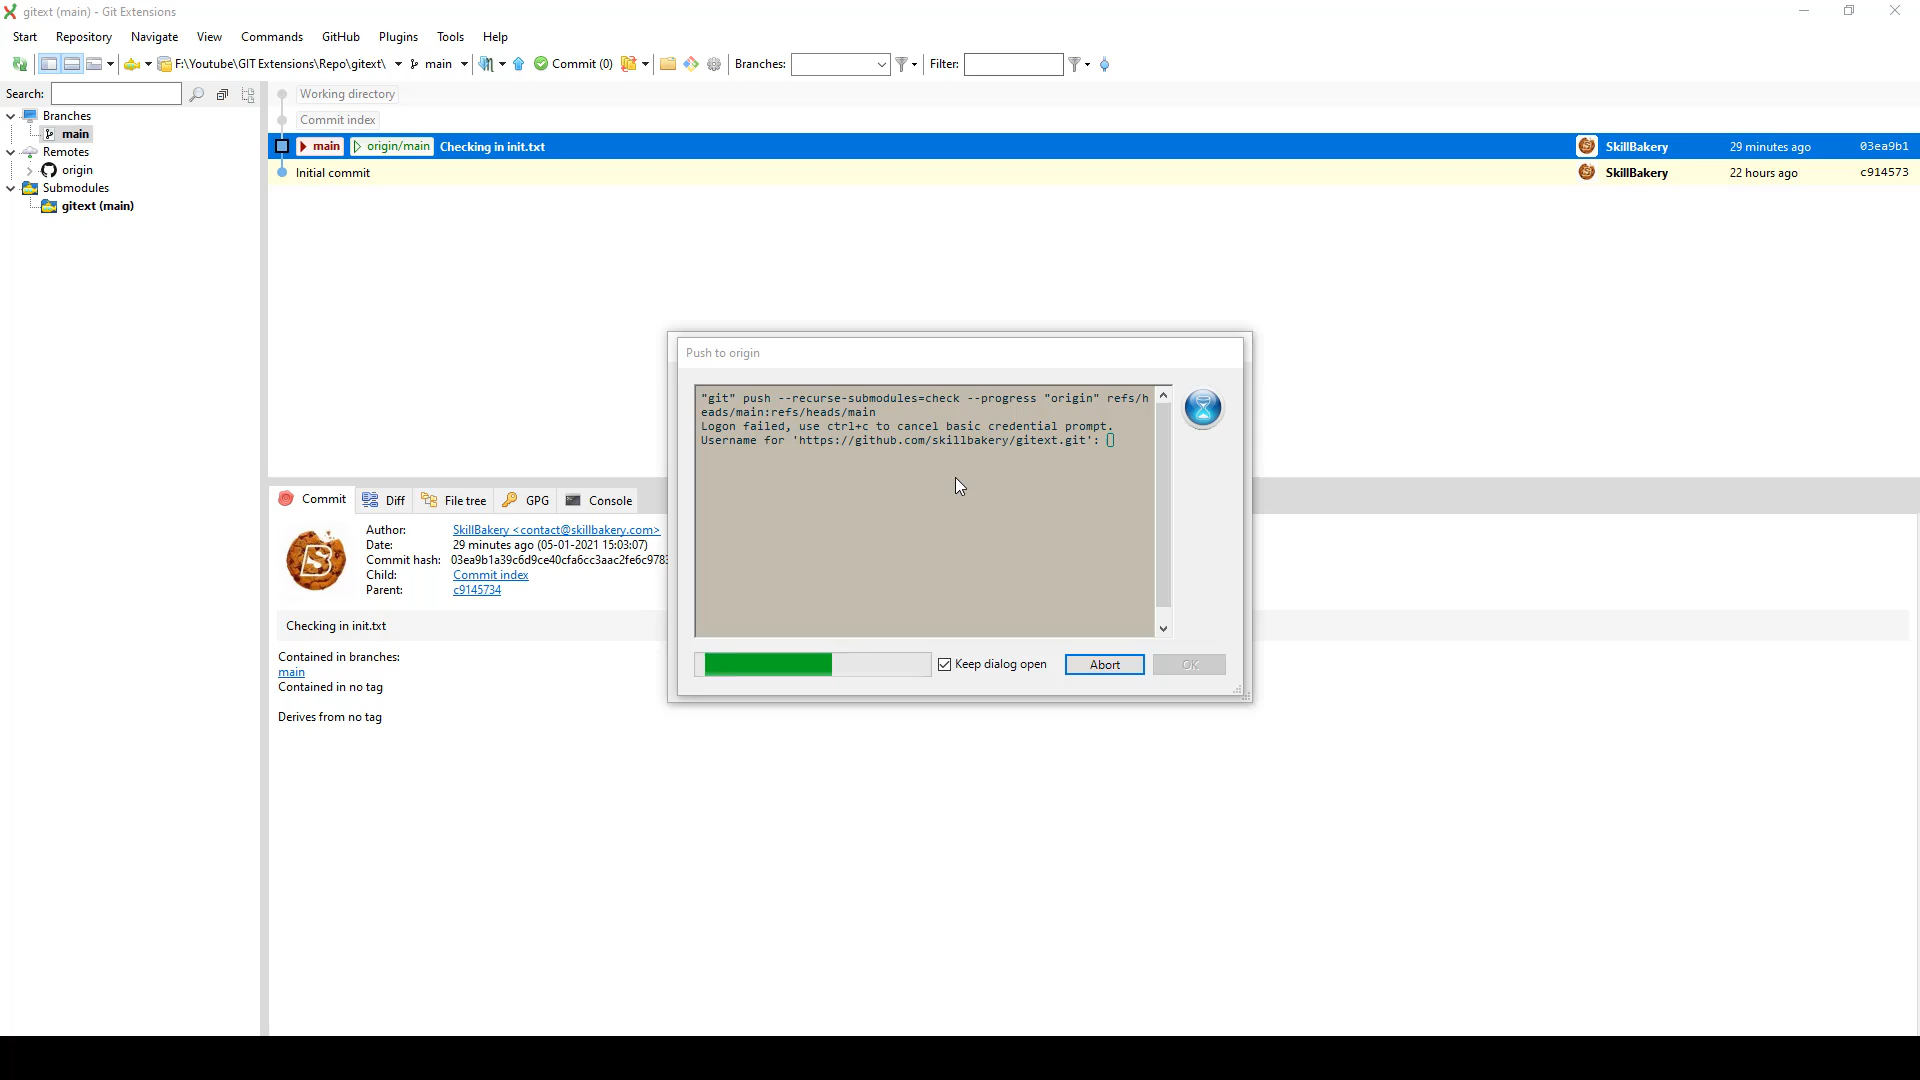 gitext (main) - Git Extensions
Start Repository Navigate View Commands GitHub Plugins Tools Help
F:\Youtube\GIT Extensions\Repo\gitext\ main Commit (0) Branches: Filter:
Search:
Branches
main
Remotes
origin
Submodules
gitext (main)
Working directory
Commit index
main origin/main Checking in init.txt SkillBakery 29 minutes ago 03ea9b1
Initial commit SkillBakery 22 hours ago c914573
Push to origin
"git" push --recurse-submodules=check --progress "origin" refs/h
eads/main:refs/heads/main
Logon failed, use ctrl+c to cancel basic credential prompt.
Username for 'https://github.com/skillbakery/gitext.git':
Keep dialog open Abort OK
Commit Diff File tree GPG Console
Author: SkillBakery <contact@skillbakery.com>
Date: 29 minutes ago (05-01-2021 15:03:07)
Commit hash: 03ea9b1a39c6d9ce40cfa6cc3aac2fe6c978
Child: Commit index
Parent: c9145734
Checking in init.txt
Contained in branches:
main
Contained in no tag
Derives from no tag